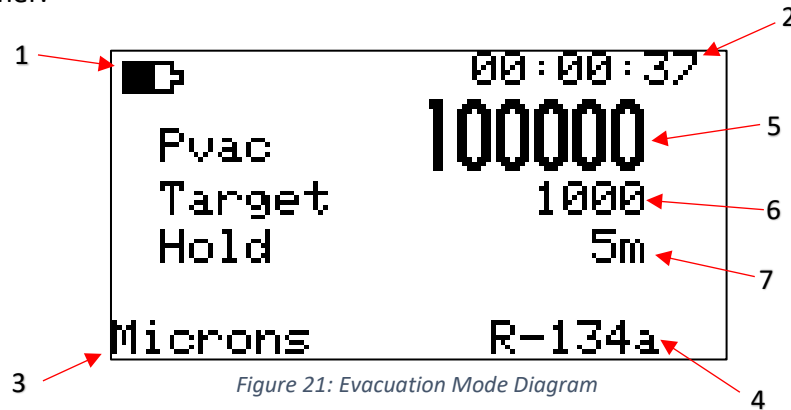 1
2
00:00:37
Pvac 100000
5
Target 1000
6
Hold 5m
7
Microns R-134a
3
4
Figure 21: Evacuation Mode Diagram